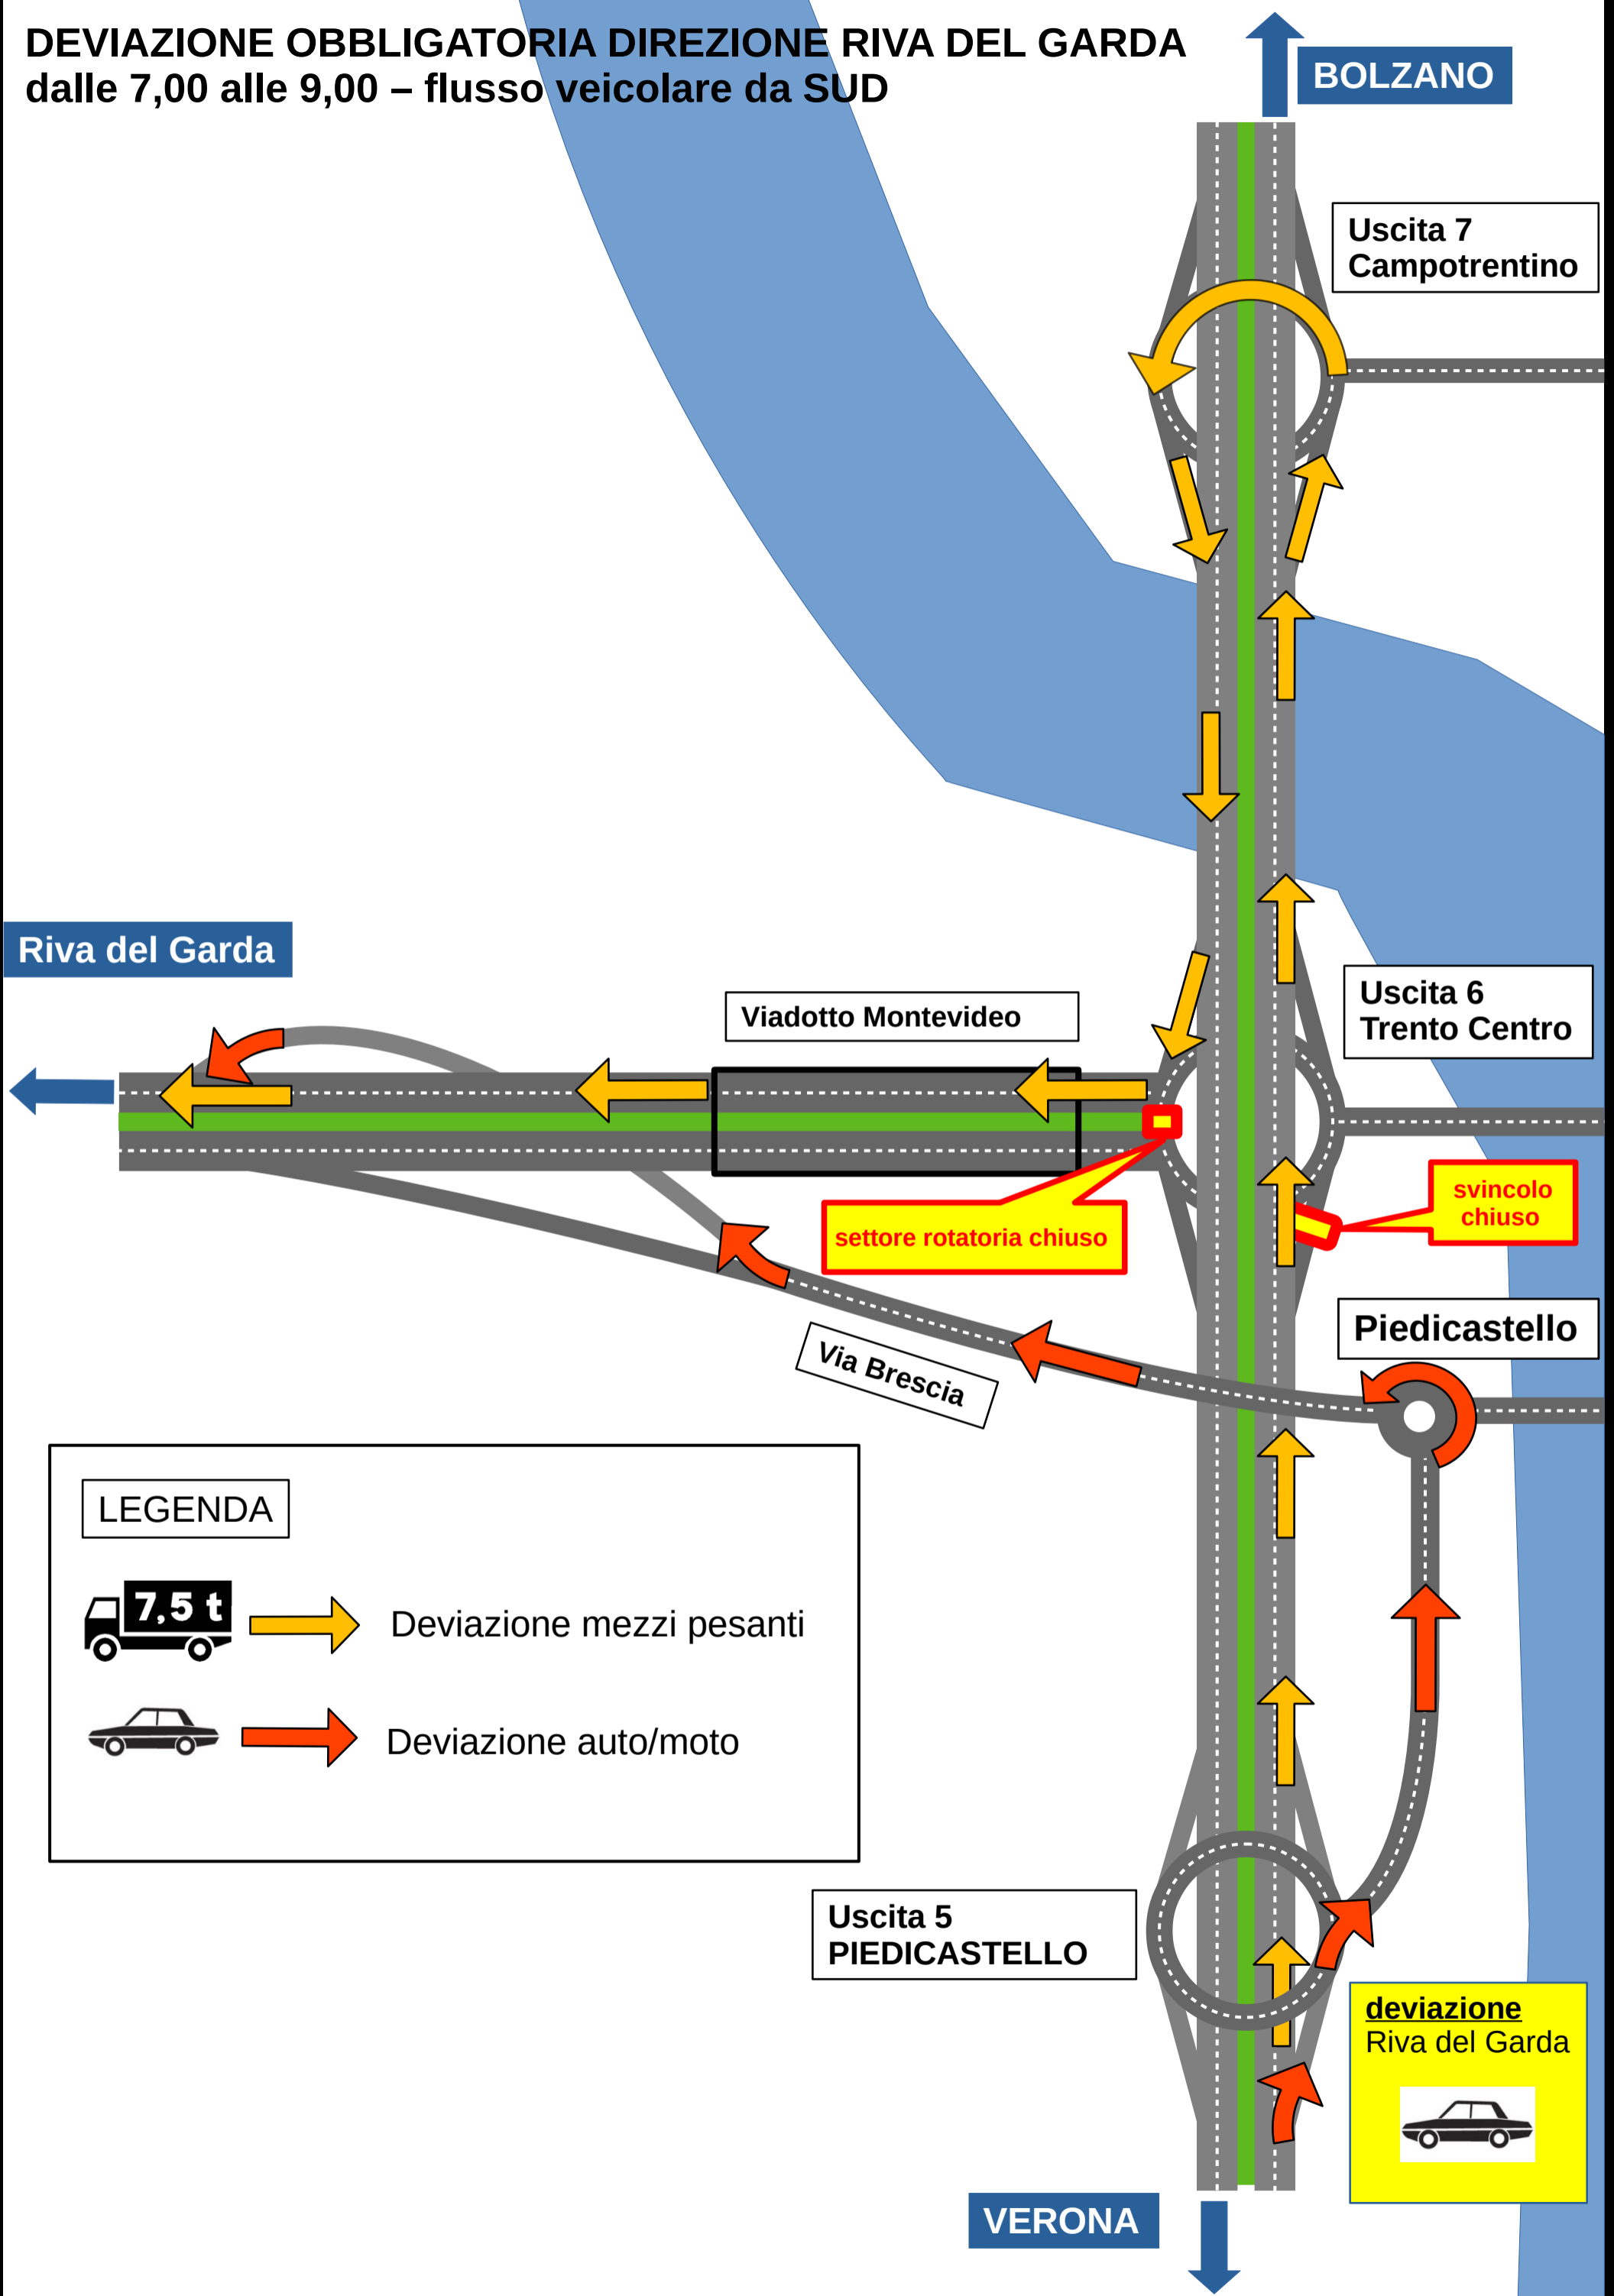 DEVIAZIONE OBBLIGATORIA DIREZIONE RIVA DEL GARDA
dalle 7,00 alle 9,00 – flusso veicolare da SUD
BOLZANO
Uscita 7
Campotrentino
Riva del Garda
Viadotto Montevideo
Uscita 6
Trento Centro
svincolo
chiuso
settore rotatoria chiuso
Piedicastello
Via Brescia
LEGENDA
7,5 t
Deviazione mezzi pesanti
Deviazione auto/moto
Uscita 5
PIEDICASTELLO
deviazione
Riva del Garda
VERONA